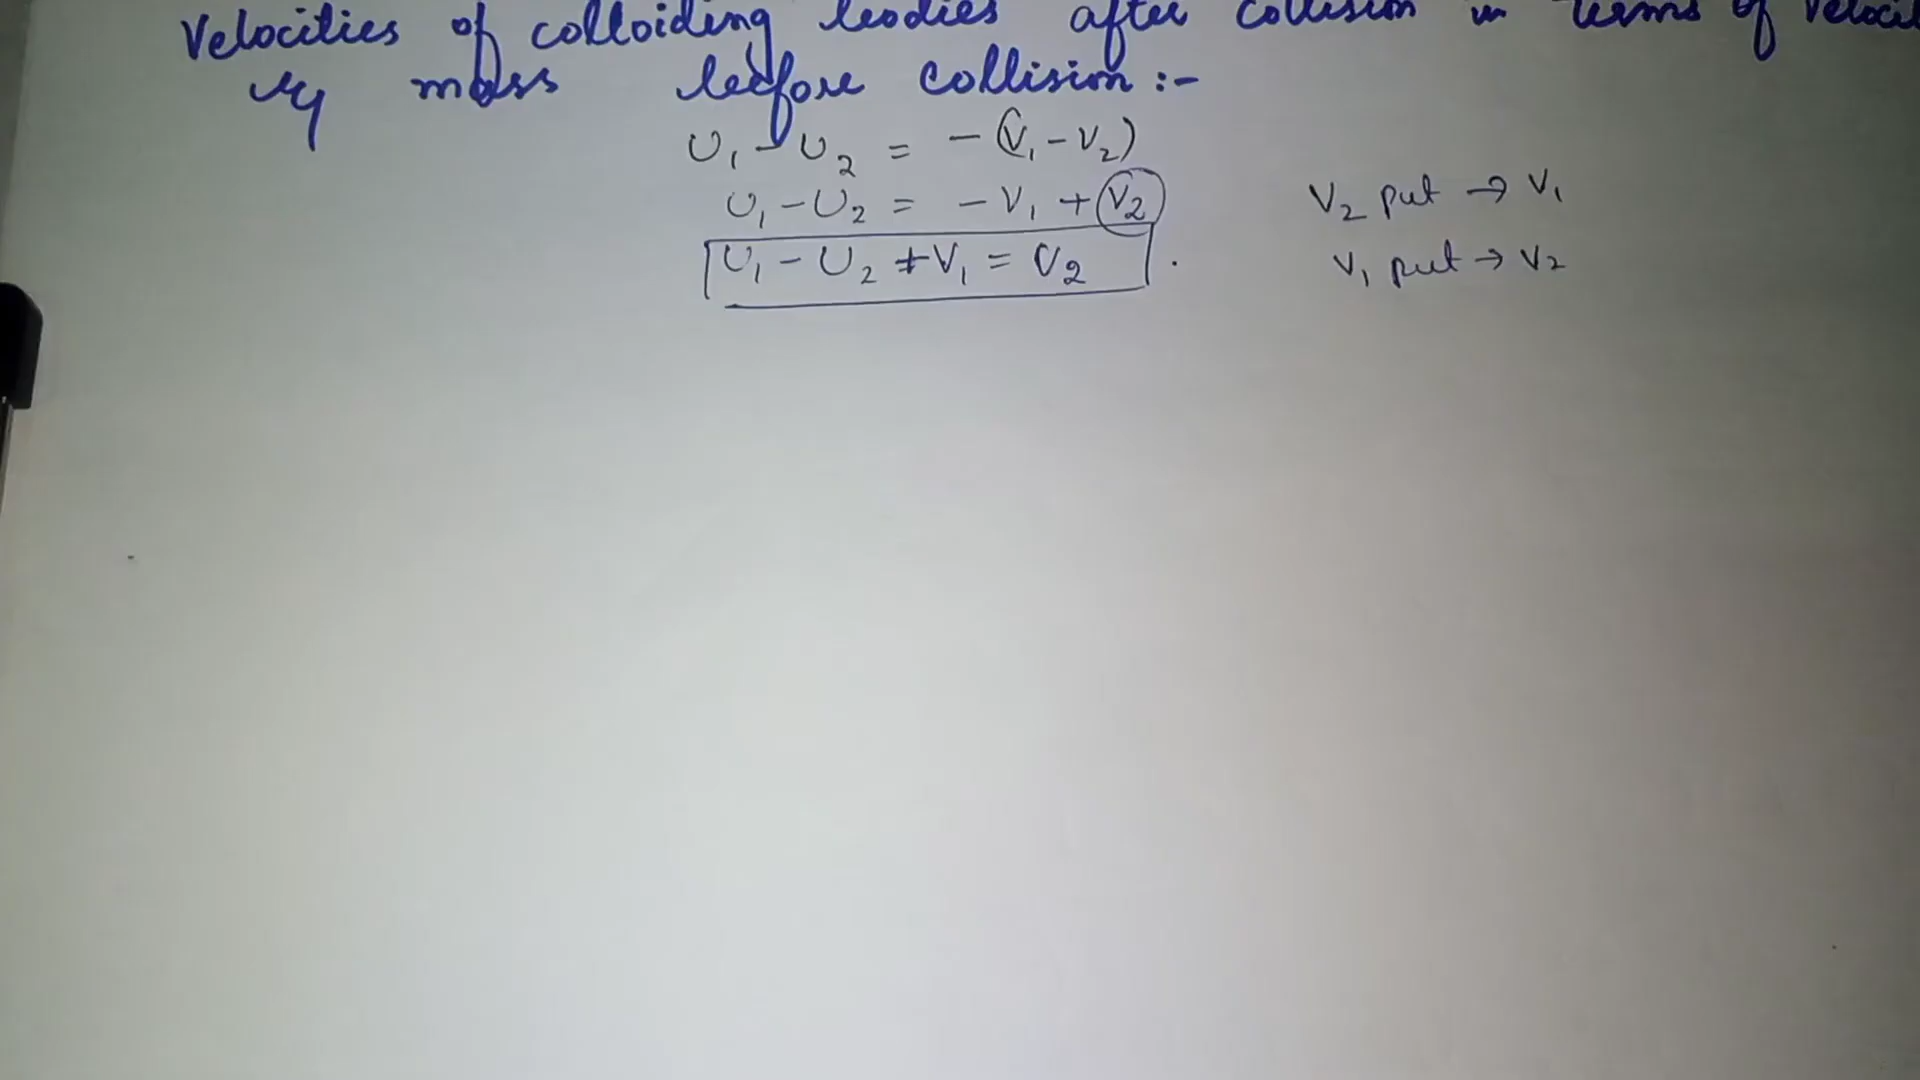 Velocities of colloiding bodies after collision in terms of Velocit
mass before collision :-
U₁ - U₂ = - (V₁ - V₂)
U₁ - U₂ = - V₁ + V₂
U₁ - U₂ + V₁ = V₂ .
V₂ put → V₁
V₁ put → V₂